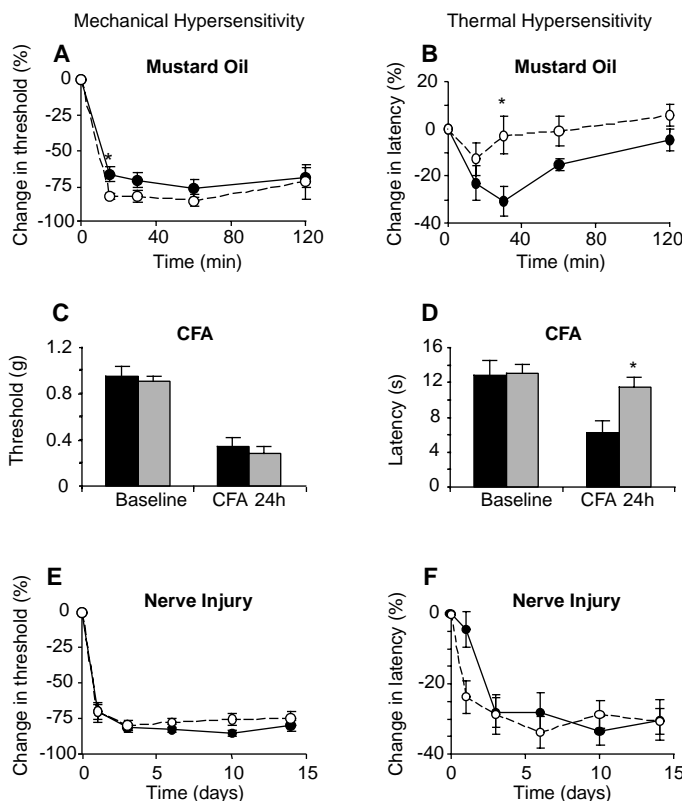 Mechanical Hypersensitivity
Thermal Hypersensitivity
A
Mustard Oil
Change in threshold (%)
0
-25
-50
-75
-100
*
0
40
80
120
Time (min)
B
Mustard Oil
Change in latency (%)
20
0
-20
-40
*
0
40
80
120
Time (min)
C
CFA
Threshold (g)
1.2
0.8
0.4
0
Baseline
CFA 24h
D
CFA
Latency (s)
16
12
8
4
0
*
Baseline
CFA 24h
E
Nerve Injury
Change in threshold (%)
0
-25
-50
-75
-100
0
5
10
15
Time (days)
F
Nerve Injury
Change in latency (%)
0
-20
-40
0
5
10
15
Time (days)